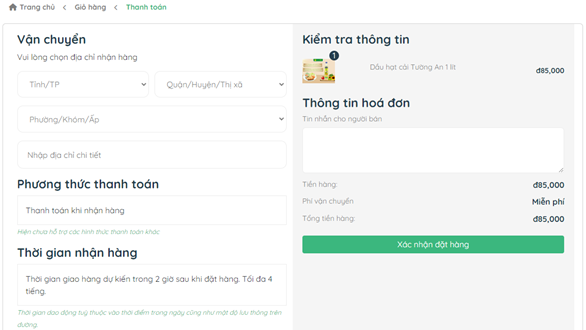 Trang chủ < Giỏ hàng < Thanh toán
Vận chuyển
Vui lòng chọn địa chỉ nhận hàng
Tỉnh/TP
Quận/Huyện/Thị xã
Phường/Khóm/Ấp
Nhập địa chỉ chi tiết
Phương thức thanh toán
Thanh toán khi nhận hàng
Hiện chưa hỗ trợ các hình thức thanh toán khác
Thời gian nhận hàng
Thời gian giao hàng dự kiến trong 2 giờ sau khi đặt hàng. Tối đa 4
tiếng.
Thời gian dao động tuỳ thuộc vào thời điểm trong ngày cũng như mật độ lưu thông trên
đường.
Kiểm tra thông tin
1
Dầu hạt cải Tường An 1 lít
đ85,000
Thông tin hoá đơn
Tin nhắn cho người bán
Tiền hàng: đ85,000
Phí vận chuyển Miễn phí
Tổng tiền hàng: đ85,000
Xác nhận đặt hàng